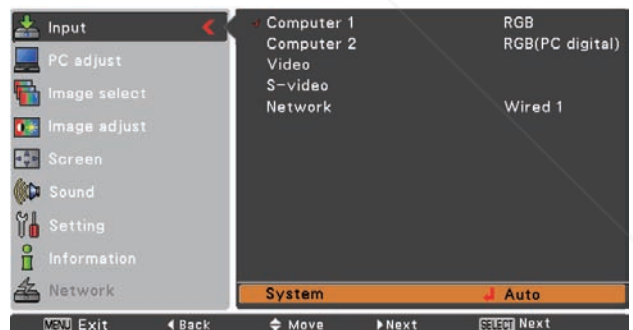 Input
PC adjust
Image select
Image adjust
Screen
Sound
Setting
Information
Network
Computer 1 RGB
Computer 2 RGB(PC digital)
Video
S-video
Network Wired 1
System Auto
MENU Exit Back Move Next SELECT Next